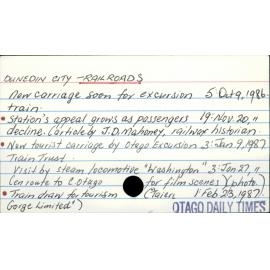 DUNEDIN CITY - RAILROADS
New carriage soon for excursion 5 Oct 9, 1986
train.
Station's appeal grows as passengers 19 Nov 20, "
decline. (article by J.D. Mahoney, railway historian.
New tourist carriage by Otago Excursion 3 Jan 9, 1987
Train Trust.
Visit by steam locomotive "Washington" 3 Jan 27, "
(en route to C. Otago for film scenes) (photo)
Train draw for tourism (Taieri 1 Feb 23, 1987
Gorge Limited")
OTAGO DAILY TIMES